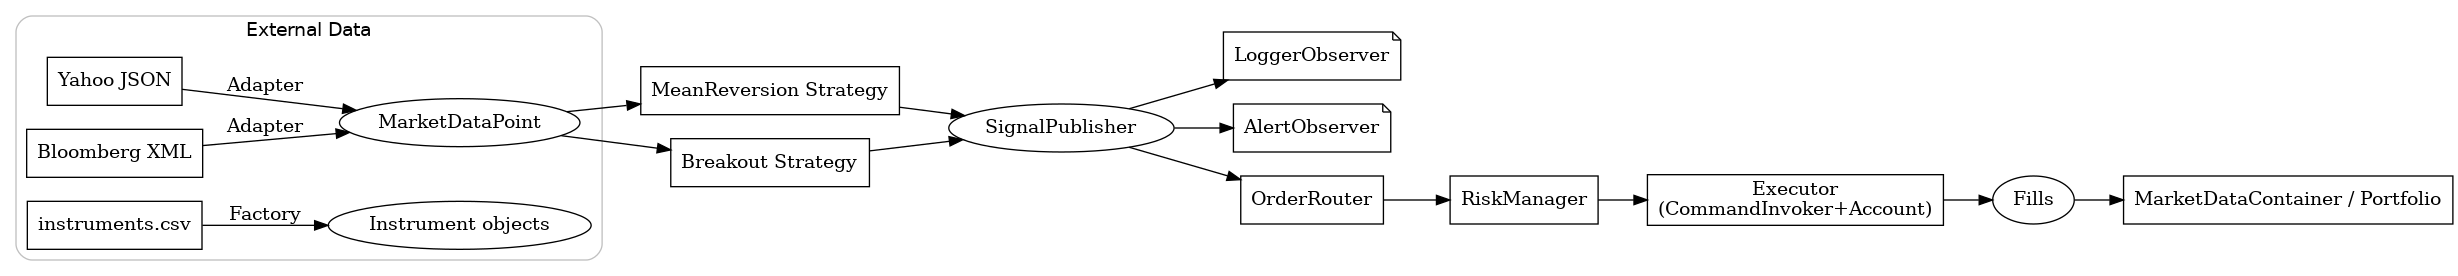 External Data
Yahoo JSON
Adapter
Bloomberg XML
Adapter
MarketDataPoint
instruments.csv
Factory
Instrument objects
MeanReversion Strategy
Breakout Strategy
SignalPublisher
LoggerObserver
AlertObserver
OrderRouter
RiskManager
Executor
(CommandInvoker+Account)
Fills
MarketDataContainer / Portfolio